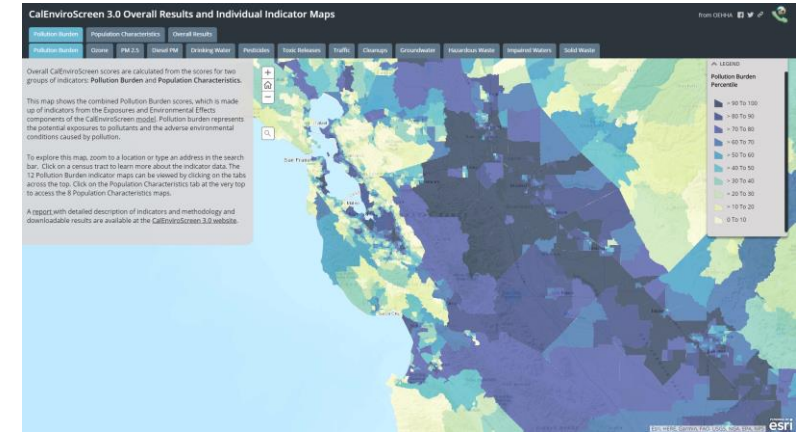 CalEnviroScreen 3.0 Overall Results and Individual Indicator Maps
from OEHHA
Pollution Burden Population Characteristics Overall Results
Pollution Burden Ozone PM 2.5 Diesel PM Drinking Water Pesticides Toxic Releases Traffic Cleanups Groundwater Hazardous Waste Impaired Waters Solid Waste
Overall CalEnviroScreen scores are calculated from the scores for two
groups of indicators: Pollution Burden and Population Characteristics.
This map shows the combined Pollution Burden scores, which is made
up of indicators from the Exposures and Environmental Effects
components of the CalEnviroScreen model. Pollution burden represents
the potential exposures to pollutants and the adverse environmental
conditions caused by pollution.
To explore this map, zoom to a location or type an address in the search
bar. Click on a census tract to learn more about the indicator data. The
12 Pollution Burden indicator maps can be viewed by clicking on the tabs
across the top. Click on the Population Characteristics tab at the very top
to access the 8 Population Characteristics maps.
A report with detailed description of indicators and methodology and
downloadable results are available at the CalEnviroScreen 3.0 website.
+
−
LEGEND
Pollution Burden
Percentile
> 90 To 100
> 80 To 90
> 70 To 80
> 60 To 70
> 50 To 60
> 40 To 50
> 30 To 40
> 20 To 30
> 10 To 20
0 To 10
esri